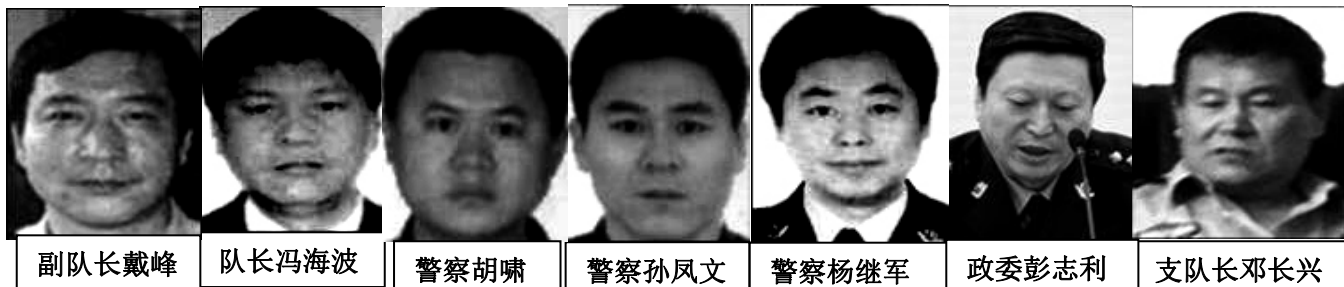 副队长戴峰
队长冯海波
警察胡啸
警察孙凤文
警察杨继军
政委彭志利
支队长邓长兴